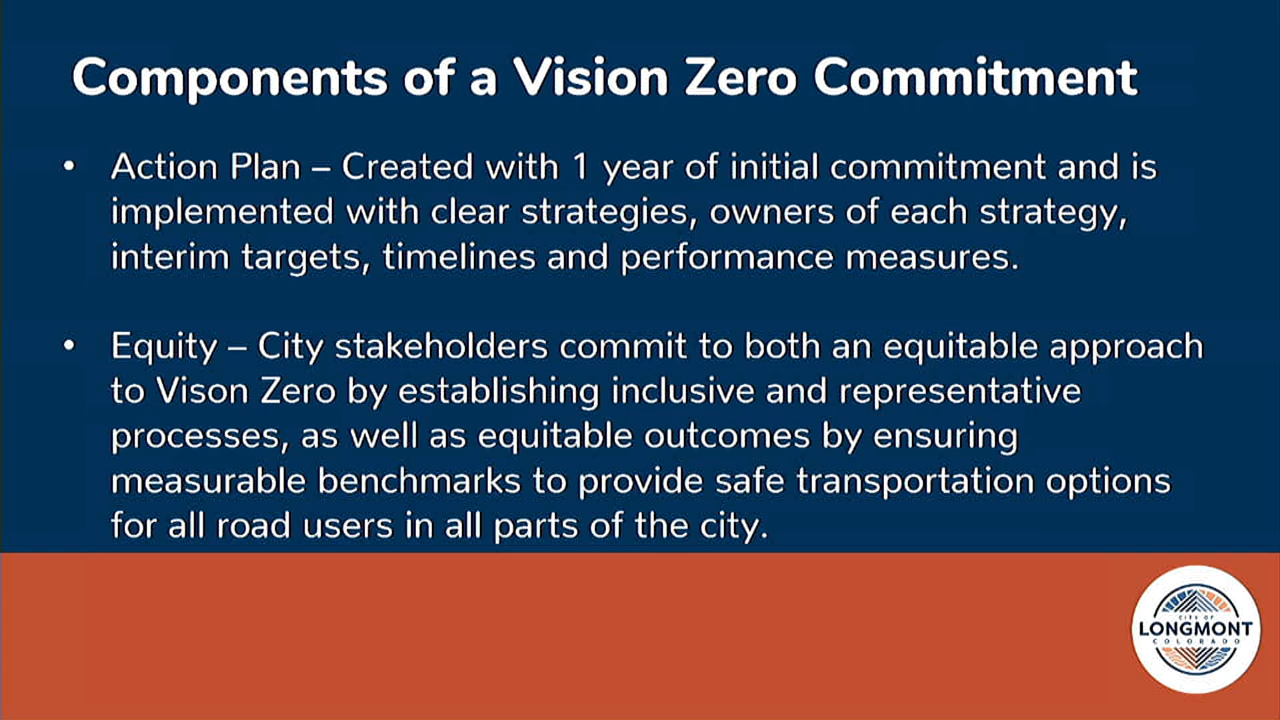 Components of a Vision Zero Commitment
• Action Plan – Created with 1 year of initial commitment and is
implemented with clear strategies, owners of each strategy,
interim targets, timelines and performance measures.
• Equity – City stakeholders commit to both an equitable approach
to Vison Zero by establishing inclusive and representative
processes, as well as equitable outcomes by ensuring
measurable benchmarks to provide safe transportation options
for all road users in all parts of the city.
CITY OF
LONGMONT
COLORADO